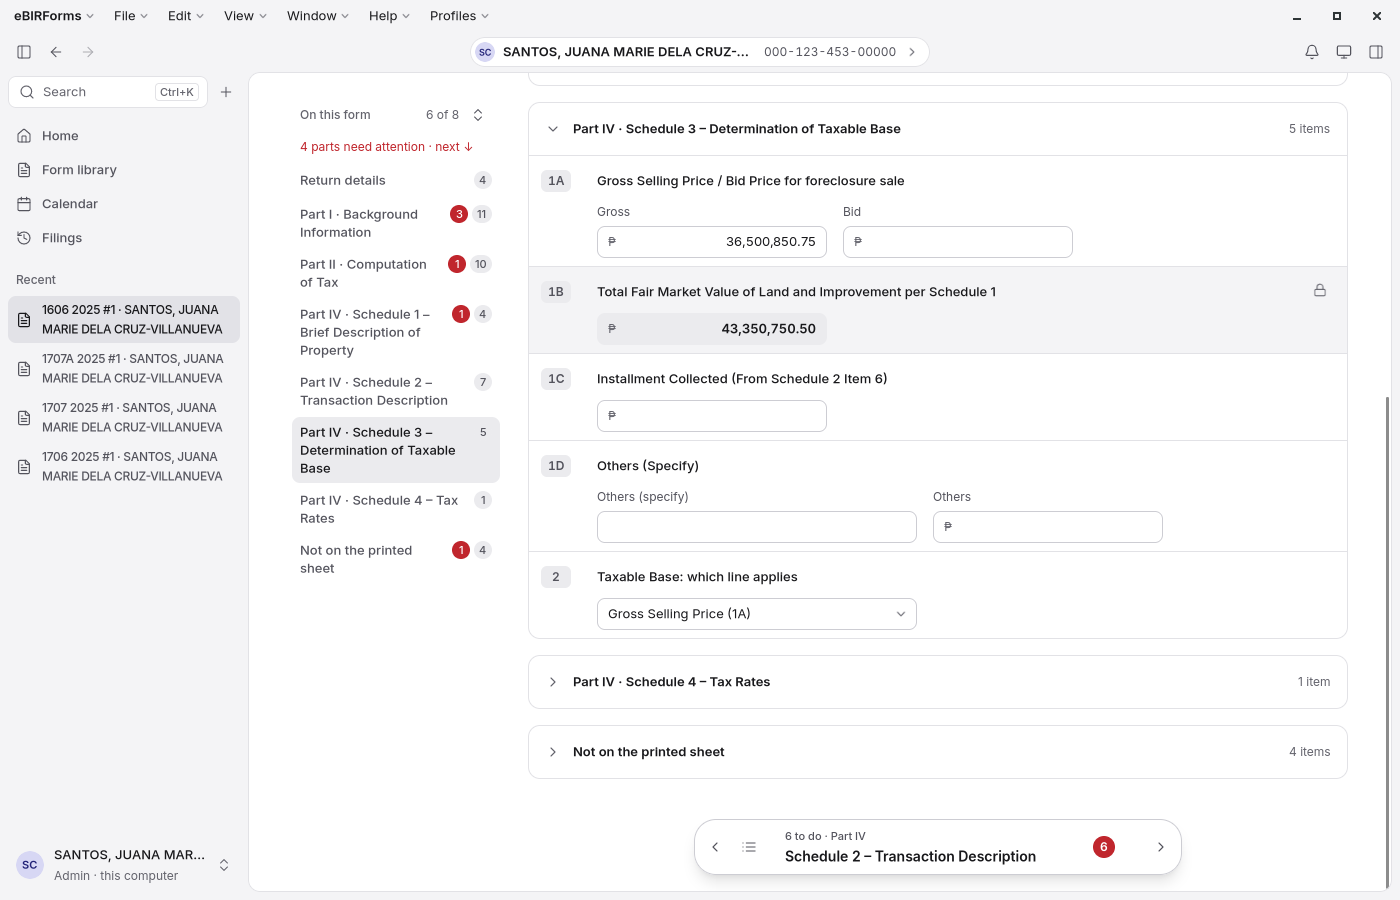 eBIRForms File Edit View Window Help Profiles
SC SANTOS, JUANA MARIE DELA CRUZ-... 000-123-453-00000
Search Ctrl+K
Home
Form library
Calendar
Filings
Recent
1606 2025 #1 · SANTOS, JUANA
MARIE DELA CRUZ-VILLANUEVA
1707A 2025 #1 · SANTOS, JUANA
MARIE DELA CRUZ-VILLANUEVA
1707 2025 #1 · SANTOS, JUANA
MARIE DELA CRUZ-VILLANUEVA
1706 2025 #1 · SANTOS, JUANA
MARIE DELA CRUZ-VILLANUEVA
SC SANTOS, JUANA MAR...
Admin · this computer
On this form 6 of 8
4 parts need attention · next ↓
Return details 4
Part I · Background 3 11
Information
Part II · Computation 1 10
of Tax
Part IV · Schedule 1 – 1 4
Brief Description of
Property
Part IV · Schedule 2 – 7
Transaction Description
Part IV · Schedule 3 – 5
Determination of Taxable
Base
Part IV · Schedule 4 – Tax 1
Rates
Not on the printed 1 4
sheet
Part IV · Schedule 3 – Determination of Taxable Base 5 items
1A Gross Selling Price / Bid Price for foreclosure sale
Gross Bid
₱ 36,500,850.75 ₱
1B Total Fair Market Value of Land and Improvement per Schedule 1
₱ 43,350,750.50
1C Installment Collected (From Schedule 2 Item 6)
₱
1D Others (Specify)
Others (specify) Others
₱
2 Taxable Base: which line applies
Gross Selling Price (1A)
Part IV · Schedule 4 – Tax Rates 1 item
Not on the printed sheet 4 items
6 to do · Part IV
Schedule 2 – Transaction Description 6